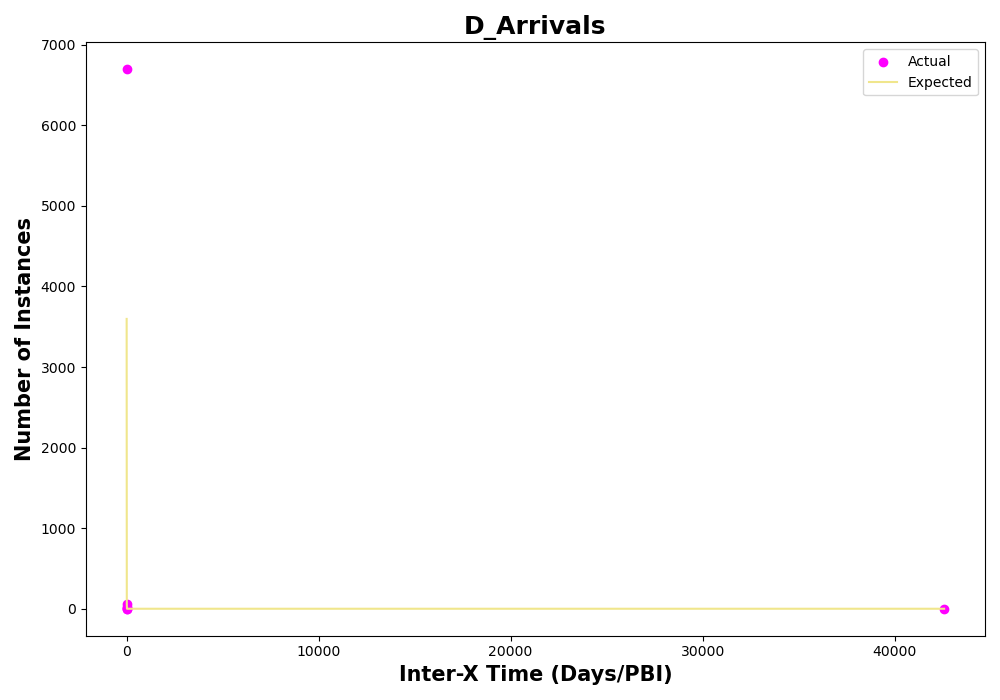 D_Arrivals
Actual
Expected
7000
6000
5000
4000
3000
2000
1000
0
Number of Instances
0 10000 20000 30000 40000
Inter-X Time (Days/PBI)